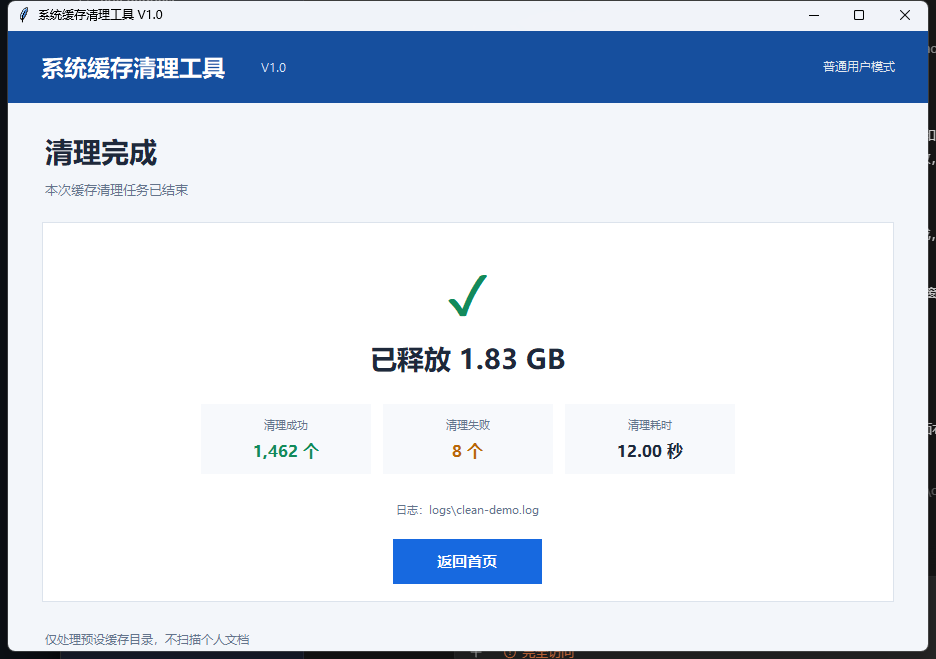 系统缓存清理工具 V1.0
系统缓存清理工具 V1.0 普通用户模式
清理完成
本次缓存清理任务已结束
✓
已释放 1.83 GB
清理成功 清理失败 清理耗时
1,462 个 8 个 12.00 秒
日志：logs\clean-demo.log
返回首页
仅处理预设缓存目录，不扫描个人文档
完全访问